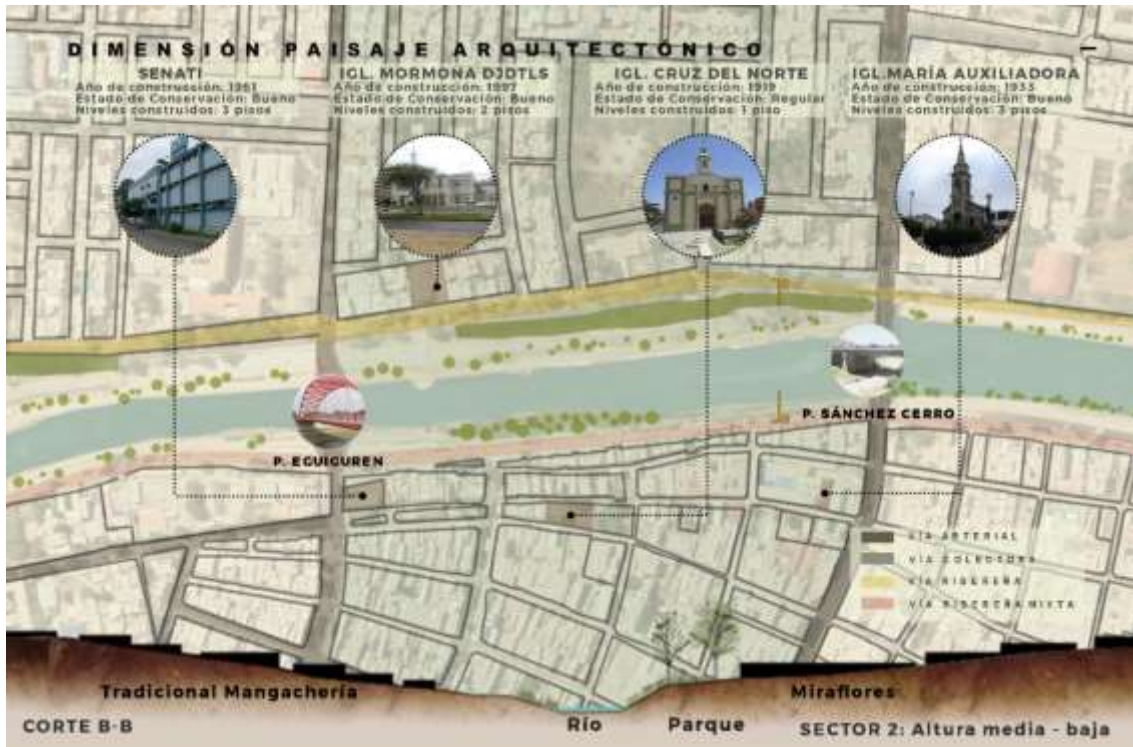 DIMENSIÓN PAISAJE ARQUITECTÓNICO
SENATI
Año de construcción: 1961
Estado de Conservación: Bueno
Niveles construidos: 3 pisos
IGL. MORMONA DJDTLS
Año de construcción: 1997
Estado de Conservación: Bueno
Niveles construidos: 2 pisos
IGL. CRUZ DEL NORTE
Año de construcción: 1919
Estado de Conservación: Regular
Niveles construidos: 1 piso
IGL.MARÍA AUXILIADORA
Año de construcción: 1935
Estado de Conservación: Bueno
Niveles construidos: 3 pisos
P. SÁNCHEZ CERRO
P. EGUIGUREN
VÍA ARTERIAL
VÍA COLECTORA
VÍA RIBEREÑA
VÍA RIBEREÑA MIXTA
Tradicional Mangachería
Miraflores
CORTE B-B
Río
Parque
SECTOR 2: Altura media - baja